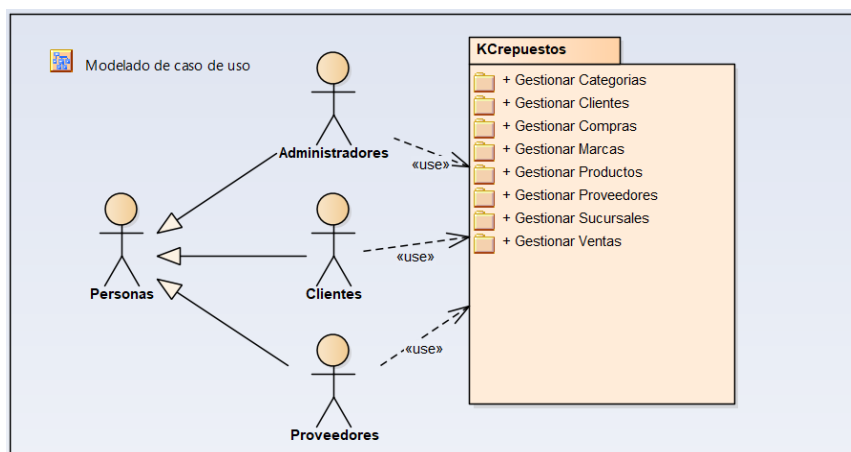 Modelado de caso de uso
Administradores
Personas
Clientes
Proveedores
«use»
«use»
«use»
KCrepuestos
+ Gestionar Categorias
+ Gestionar Clientes
+ Gestionar Compras
+ Gestionar Marcas
+ Gestionar Productos
+ Gestionar Proveedores
+ Gestionar Sucursales
+ Gestionar Ventas